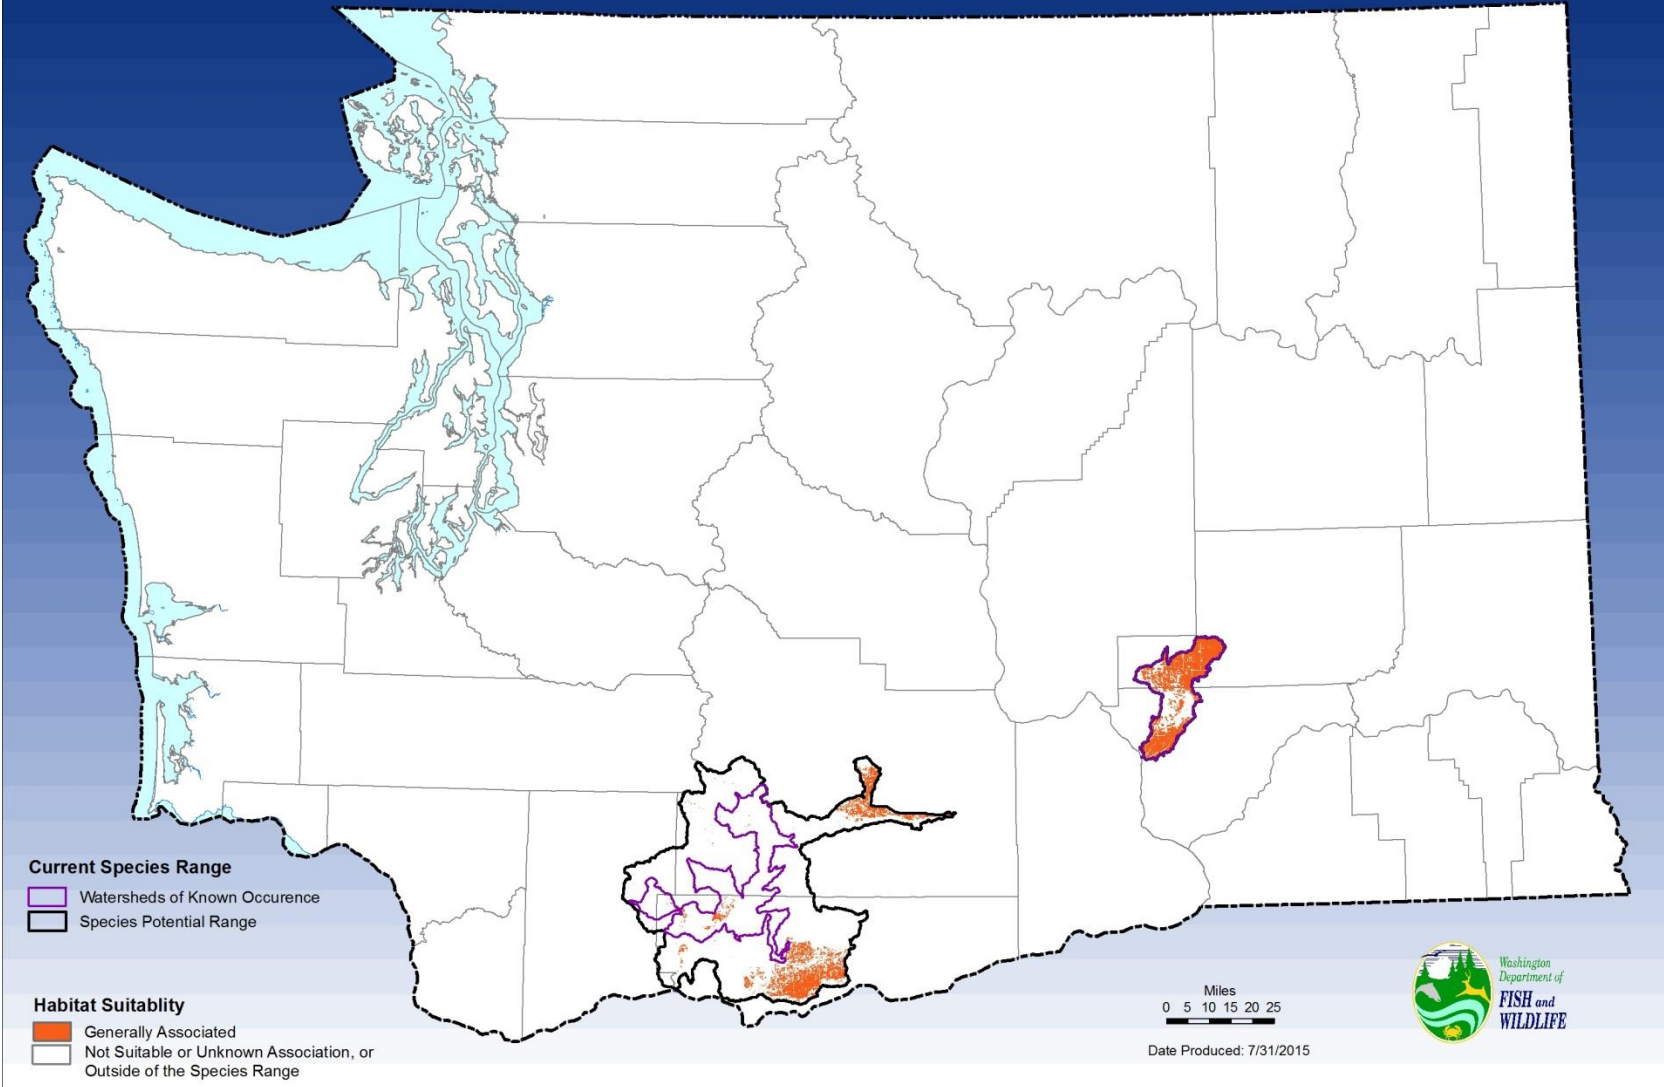 Current Species Range
Watersheds of Known Occurence
Species Potential Range
Habitat Suitablity
Generally Associated
Not Suitable or Unknown Association, or
Outside of the Species Range
Miles
0 5 10 15 20 25
Date Produced: 7/31/2015
Washington
Department of
FISH and
WILDLIFE